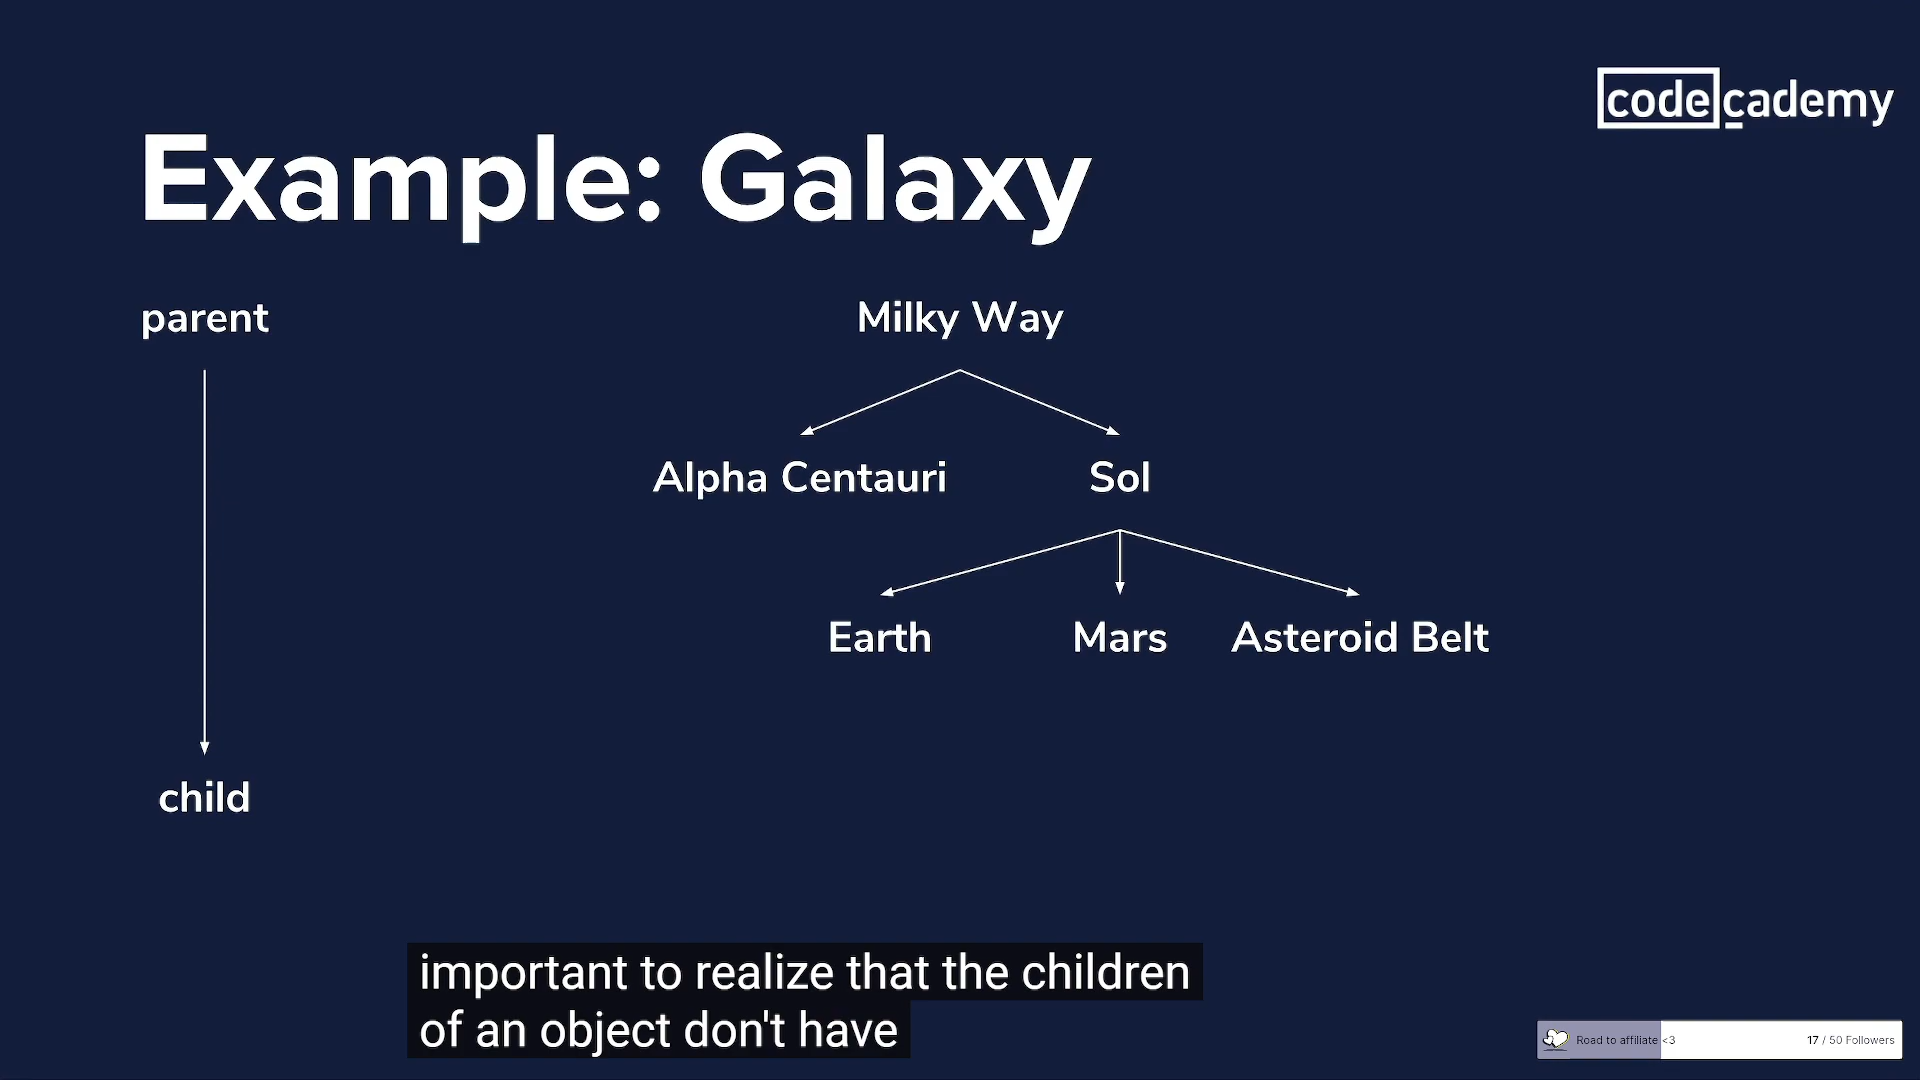 codecademy
Example: Galaxy
parent
Milky Way
Alpha Centauri
Sol
Earth
Mars
Asteroid Belt
child
important to realize that the children
of an object don't have
Road to affiliate <3
17 / 50 Followers